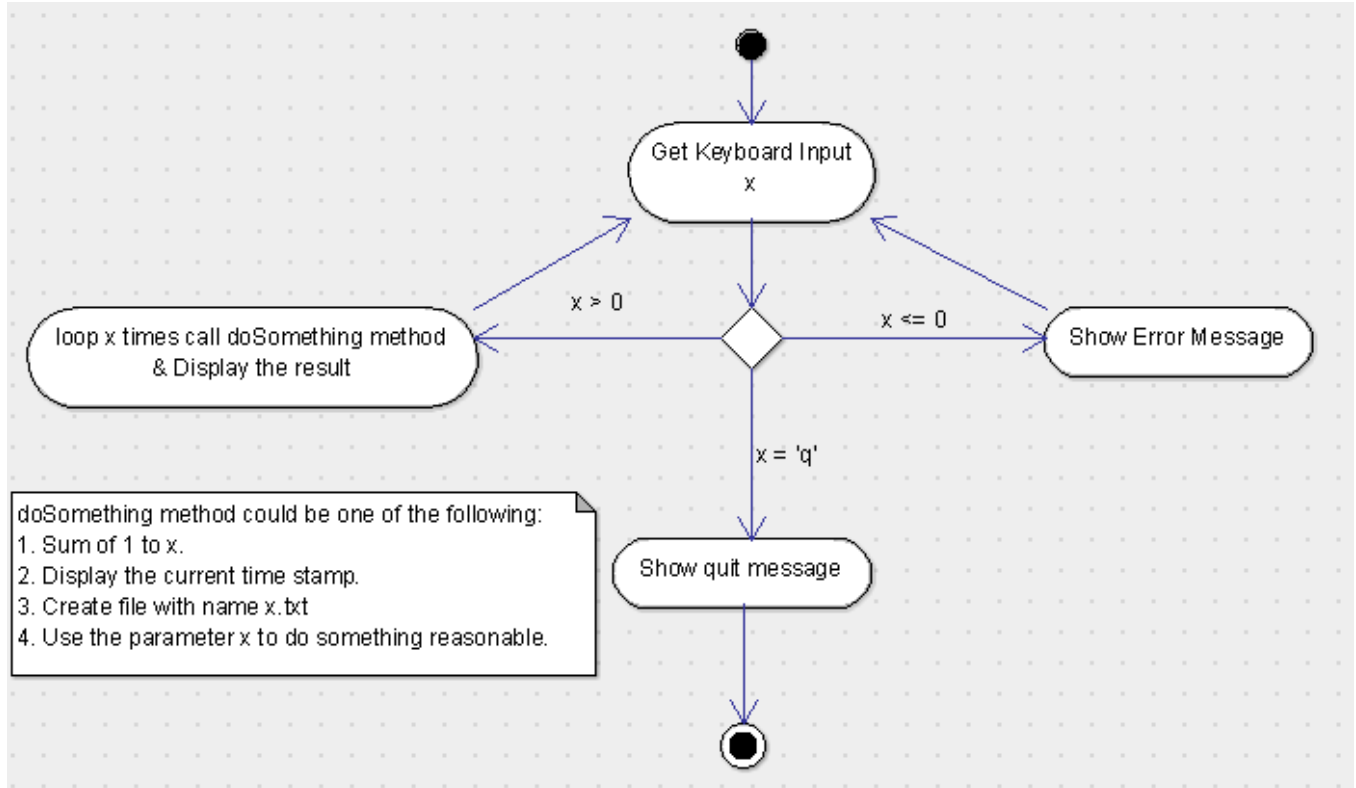 Get Keyboard Input
x
x > 0
x <= 0
loop x times call doSomething method
& Display the result
Show Error Message
x = 'q'
doSomething method could be one of the following:
1. Sum of 1 to x.
2. Display the current time stamp.
3. Create file with name x.txt
4. Use the parameter x to do something reasonable.
Show quit message